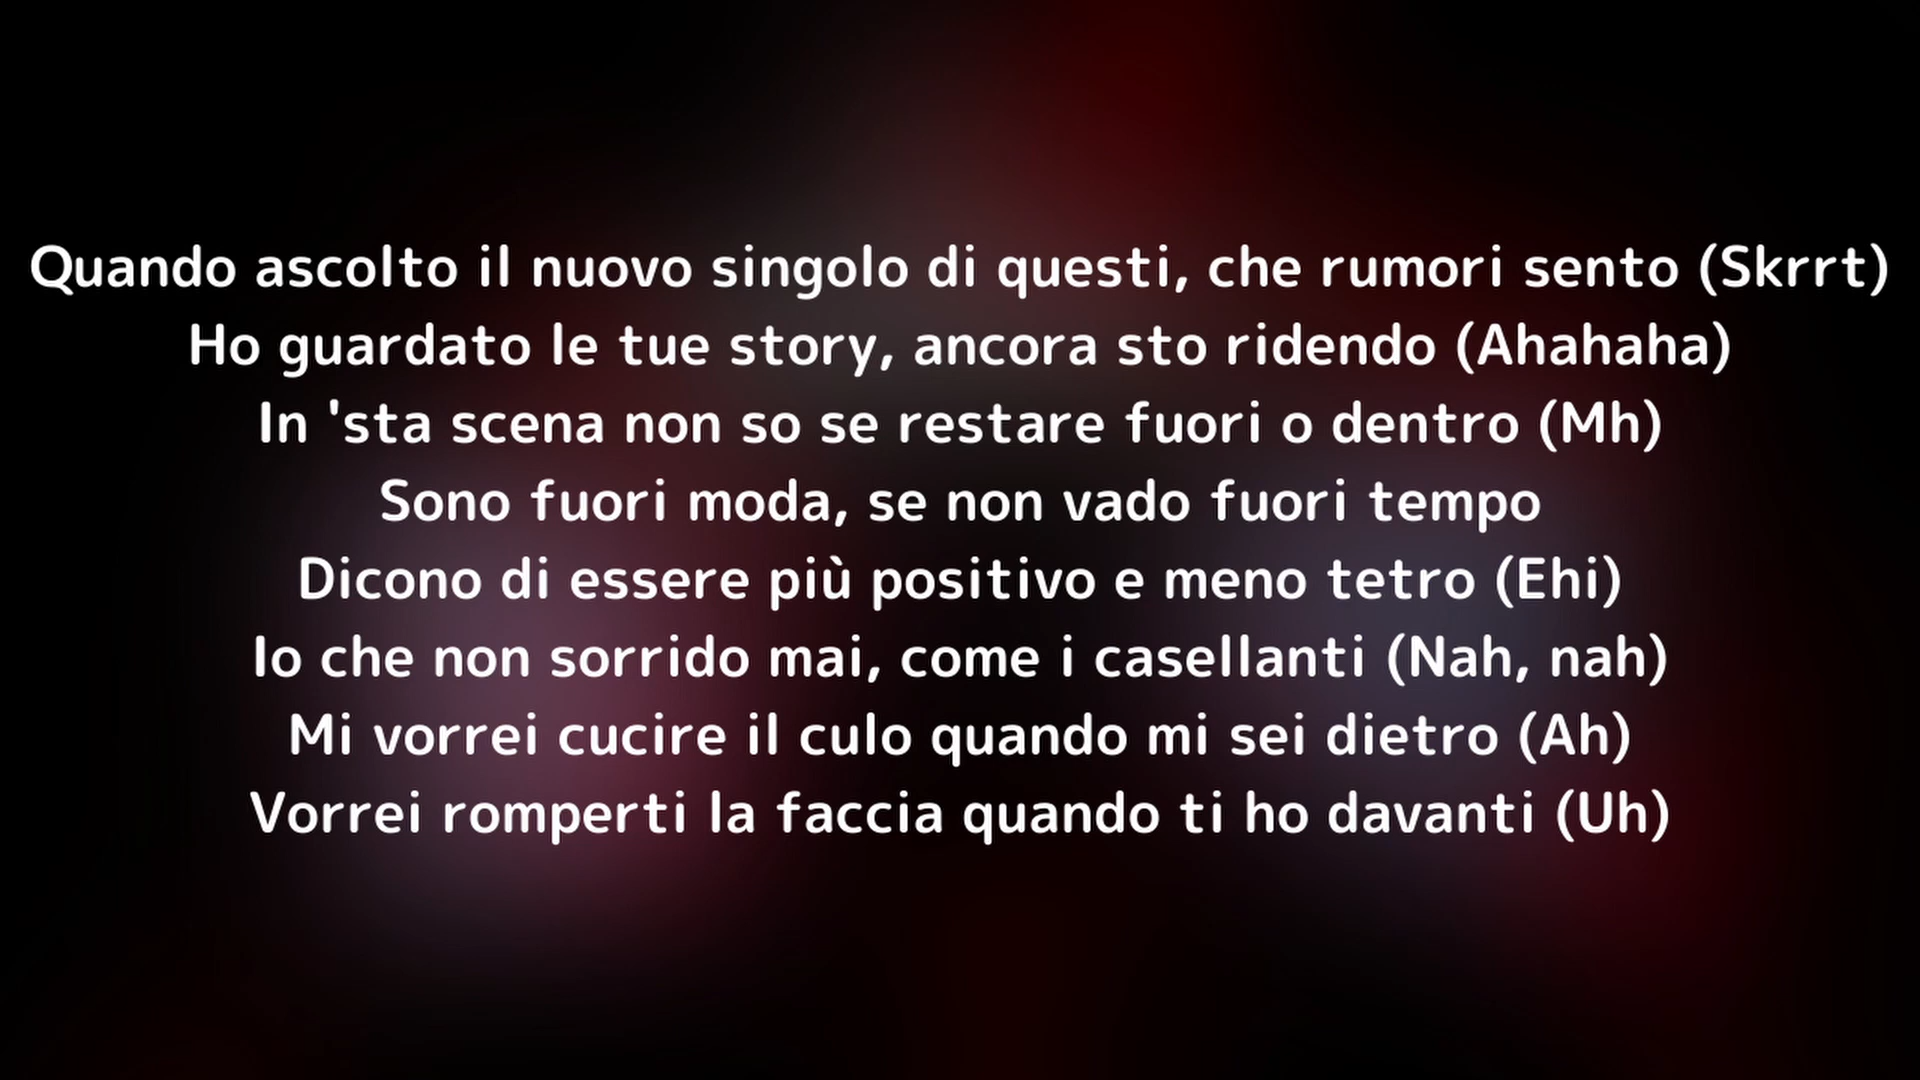 Quando ascolto il nuovo singolo di questi, che rumori sento (Skrrt)
Ho guardato le tue story, ancora sto ridendo (Ahahaha)
In 'sta scena non so se restare fuori o dentro (Mh)
Sono fuori moda, se non vado fuori tempo
Dicono di essere più positivo e meno tetro (Ehi)
Io che non sorrido mai, come i casellanti (Nah, nah)
Mi vorrei cucire il culo quando mi sei dietro (Ah)
Vorrei romperti la faccia quando ti ho davanti (Uh)